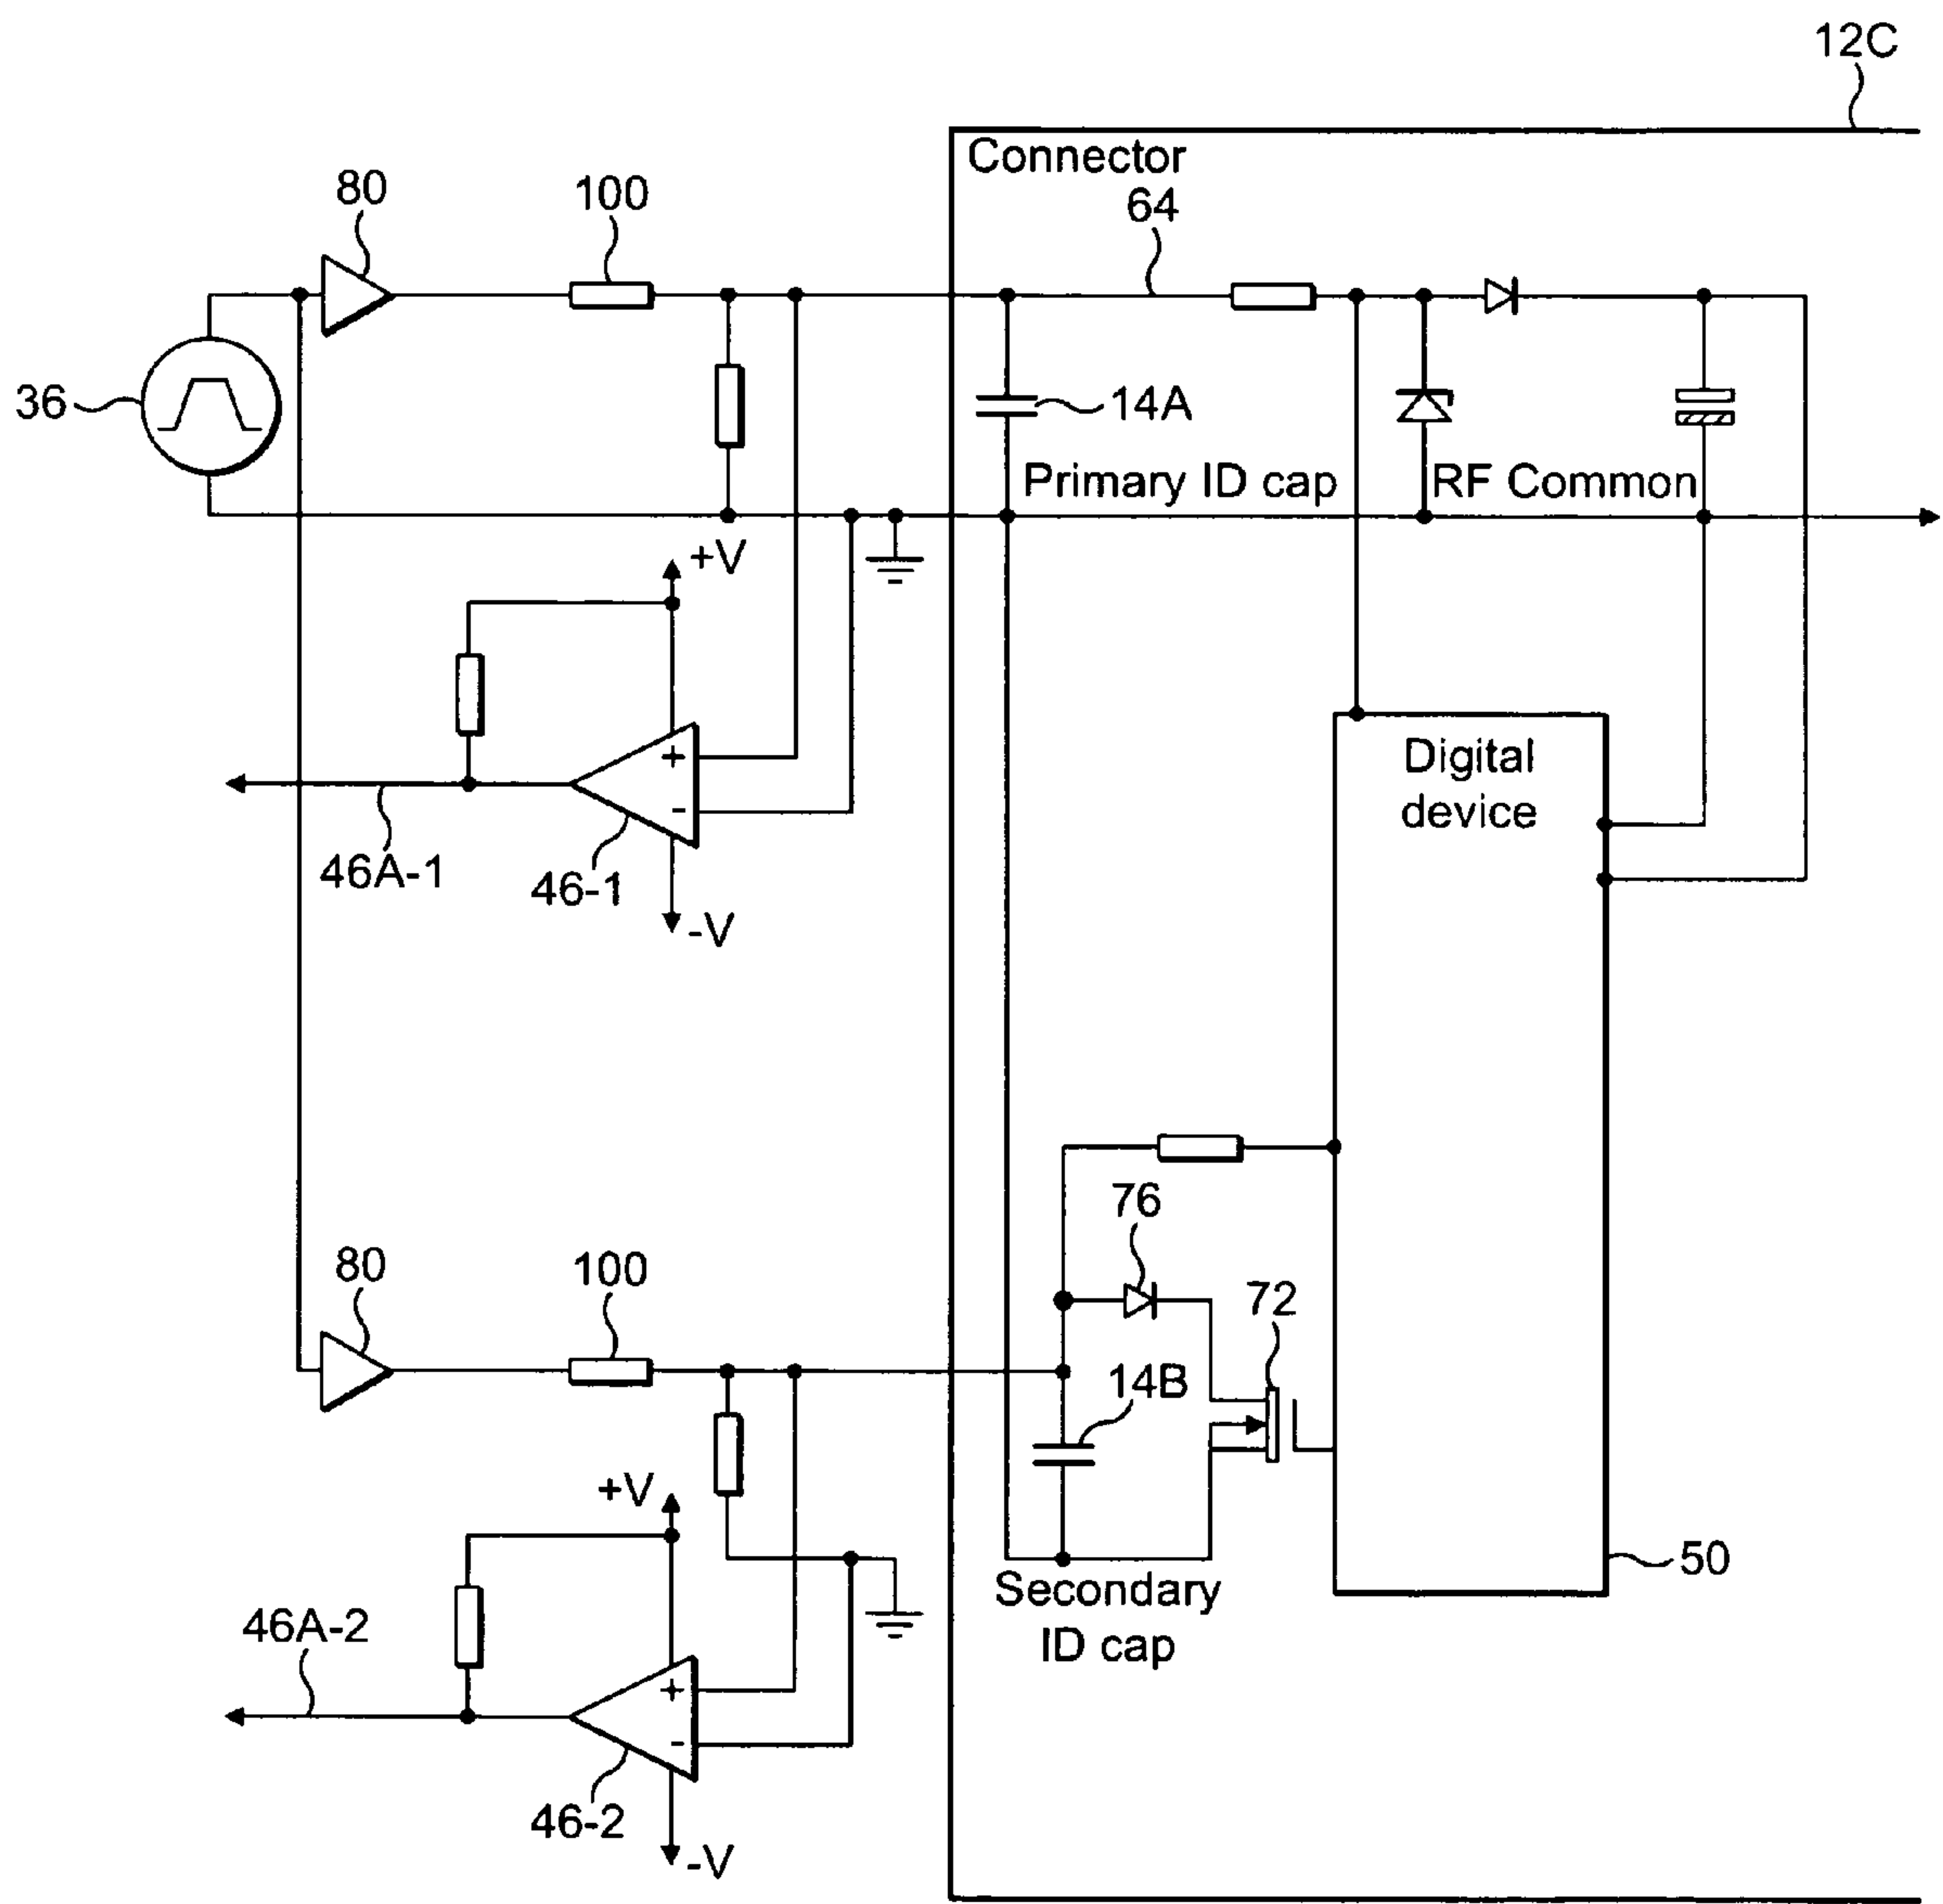 12C
Connector
80
100
64
36
14A
Primary ID cap
RF Common
+V
+
-
Digital
device
46A-1
46-1
-V
76
80
100
72
14B
+V
50
Secondary
ID cap
46A-2
+
-
46-2
-V